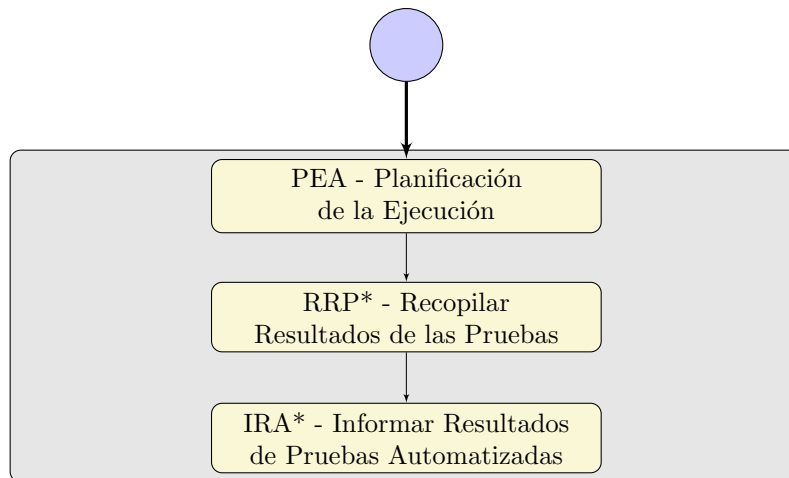 PEA - Planificación
de la Ejecución
RRP* - Recopilar
Resultados de las Pruebas
IRA* - Informar Resultados
de Pruebas Automatizadas